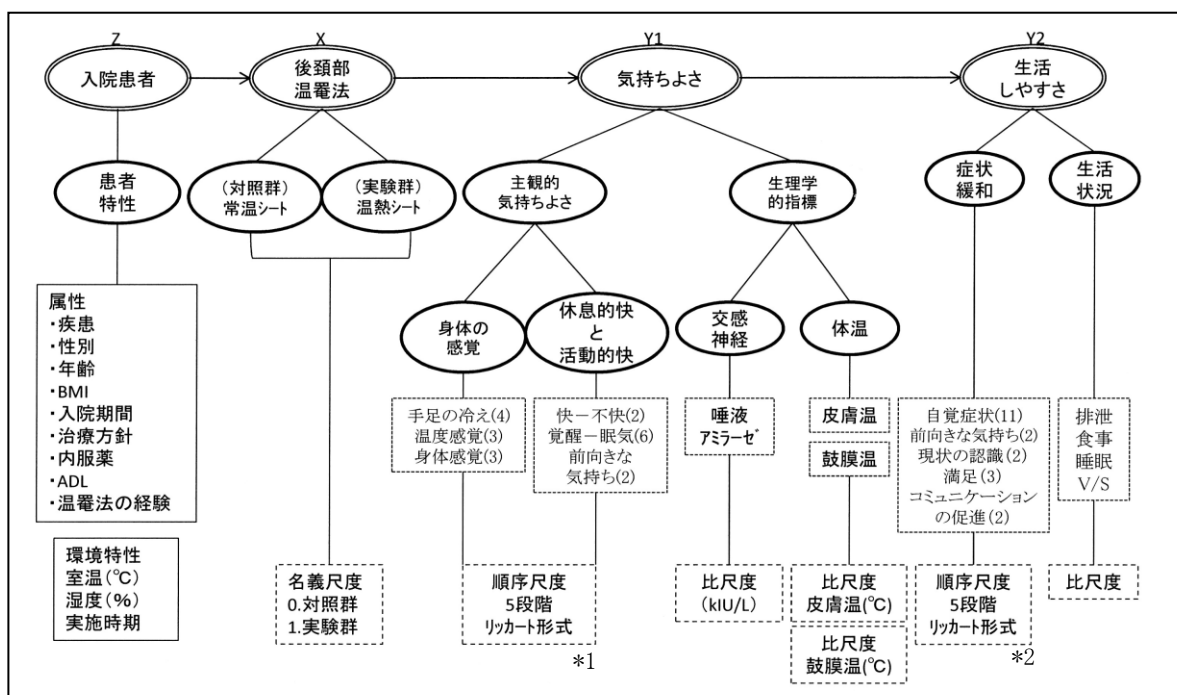 Z
X
Y1
Y2
入院患者
後頸部
温罨法
気持ちよさ
生活
しやすさ
患者
特性
(対照群)
常温シート
(実験群)
温熱シート
主観的
気持ちよさ
生理学
的指標
症状
緩和
生活
状況
身体の
感覚
休息的快
と
活動的快
交感
神経
体温
属性
・疾患
・性別
・年齢
・BMI
・入院期間
・治療方針
・内服薬
・ADL
・温罨法の経験
環境特性
室温(℃)
湿度(%)
実施時期
手足の冷え(4)
温度感覚(3)
身体感覚(3)
快−不快(2)
覚醒−眠気(6)
前向きな
気持ち(2)
唾液
アミラーゼ
皮膚温
鼓膜温
自覚症状(11)
前向きな気持ち(2)
現状の認識(2)
満足(3)
コミュニケーション
の促進(2)
排泄
食事
睡眠
V/S
名義尺度
0.対照群
1.実験群
順序尺度
5段階
リッカート形式
*1
比尺度
(kIU/L)
比尺度
皮膚温(℃)
比尺度
鼓膜温(℃)
順序尺度
5段階
リッカート形式
*2
比尺度